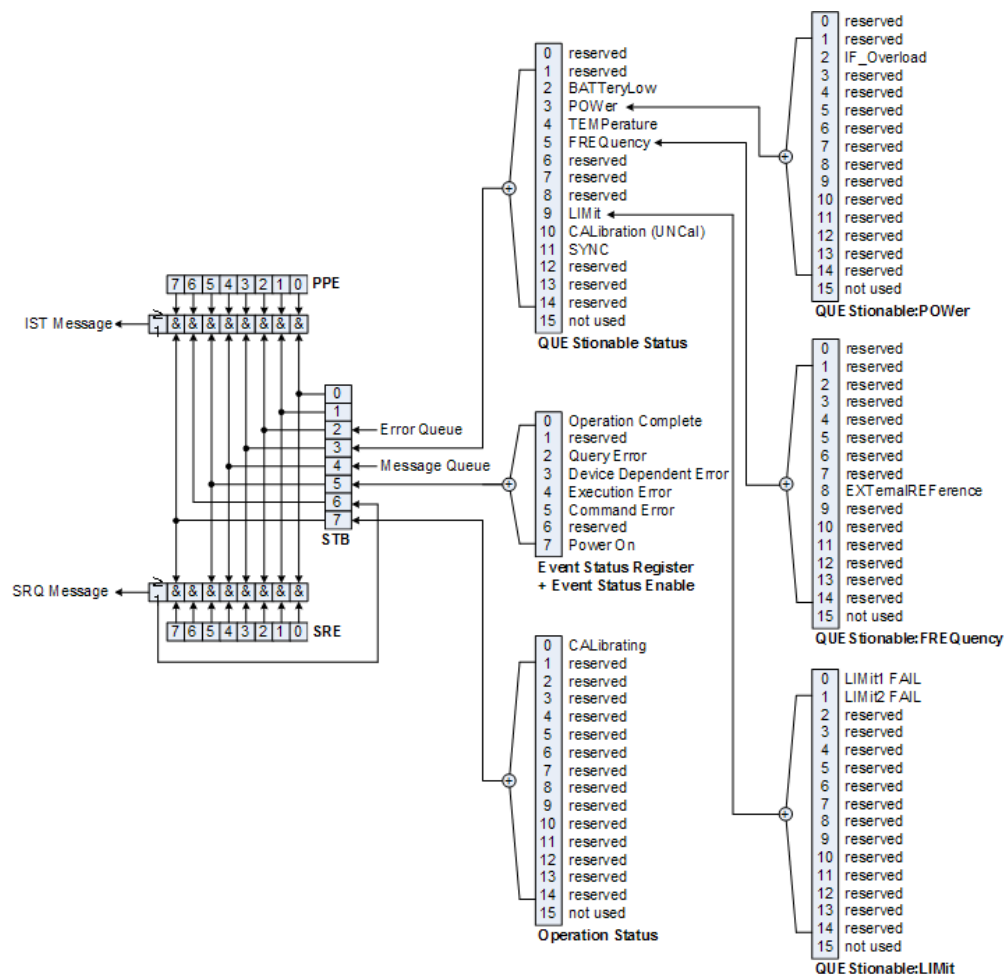 0 reserved
1 reserved
2 BATTeryLow
3 POWer
4 TEMPerature
5 FREQuency
6 reserved
7 reserved
8 reserved
9 LIMit
10 CALibration (UNCal)
11 SYNC
12 reserved
13 reserved
14 reserved
15 not used
QUEStionable Status
0 reserved
1 reserved
2 IF_Overload
3 reserved
4 reserved
5 reserved
6 reserved
7 reserved
8 reserved
9 reserved
10 reserved
11 reserved
12 reserved
13 reserved
14 reserved
15 not used
QUEStionable:POWer
7 6 5 4 3 2 1 0 PPE
IST Message
& & & & & & & &
0
1
2 Error Queue
3
4 Message Queue
5
6
7
STB
SRQ Message
& & & & & & & &
7 6 5 4 3 2 1 0 SRE
0 Operation Complete
1 reserved
2 Query Error
3 Device Dependent Error
4 Execution Error
5 Command Error
6 reserved
7 Power On
Event Status Register
+ Event Status Enable
0 reserved
1 reserved
2 reserved
3 reserved
4 reserved
5 reserved
6 reserved
7 reserved
8 EXTernalREFerence
9 reserved
10 reserved
11 reserved
12 reserved
13 reserved
14 reserved
15 not used
QUEStionable:FREQuency
0 CALibrating
1 reserved
2 reserved
3 reserved
4 reserved
5 reserved
6 reserved
7 reserved
8 reserved
9 reserved
10 reserved
11 reserved
12 reserved
13 reserved
14 reserved
15 not used
Operation Status
0 LIMit1 FAIL
1 LIMit2 FAIL
2 reserved
3 reserved
4 reserved
5 reserved
6 reserved
7 reserved
8 reserved
9 reserved
10 reserved
11 reserved
12 reserved
13 reserved
14 reserved
15 not used
QUEStionable:LIMit